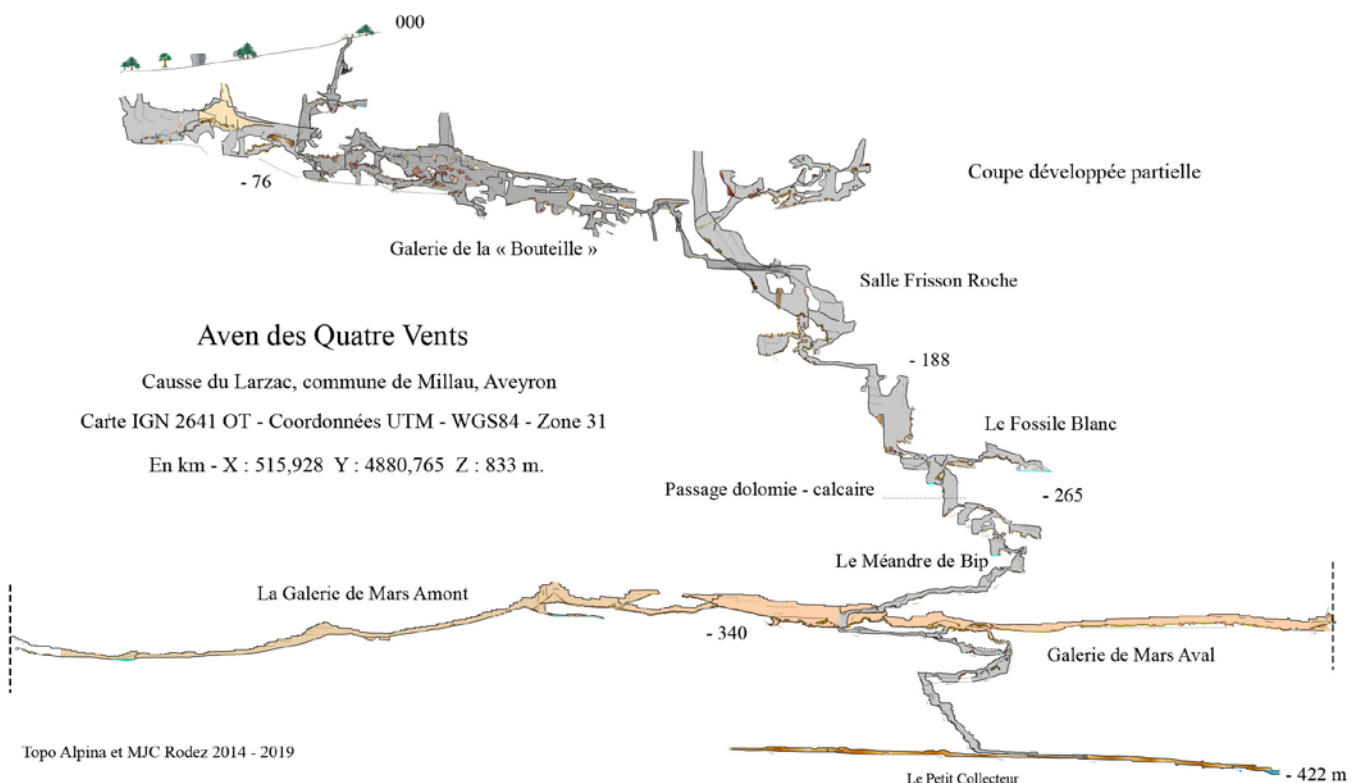 000
- 76
Coupe développée partielle
Galerie de la « Bouteille »
Salle Frisson Roche
Aven des Quatre Vents
- 188
Causse du Larzac, commune de Millau, Aveyron
Carte IGN 2641 OT - Coordonnées UTM - WGS84 - Zone 31
Le Fossile Blanc
En km - X : 515,928 Y : 4880,765 Z : 833 m.
Passage dolomie - calcaire
- 265
Le Méandre de Bip
La Galerie de Mars Amont
- 340
Galerie de Mars Aval
Topo Alpina et MJC Rodez 2014 - 2019
Le Petit Collecteur
- 422 m